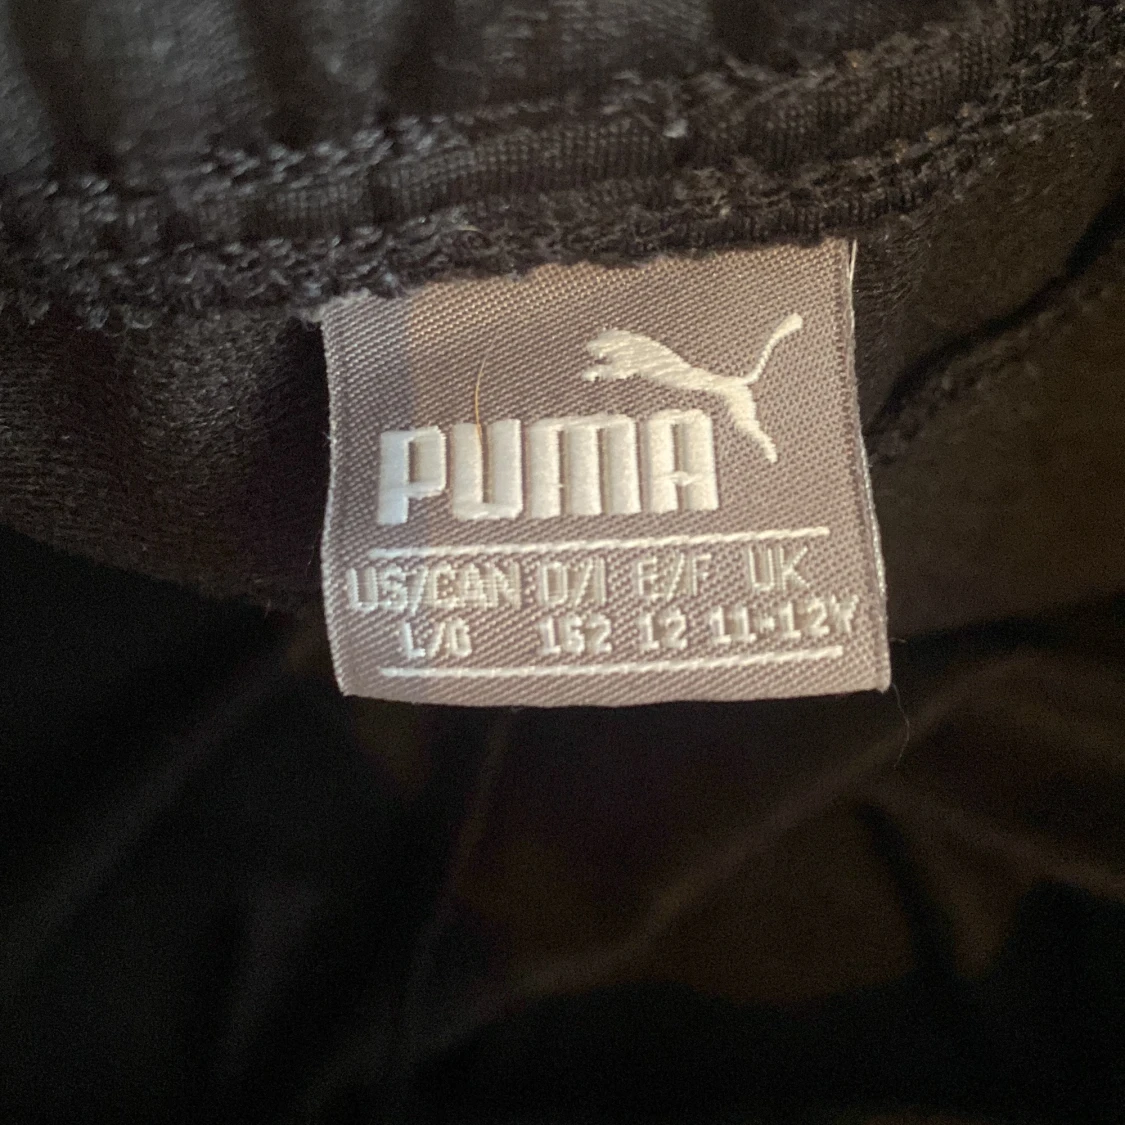 PUMA
US/CAN D/I E/F UK
L/G 152 12 11-12Y